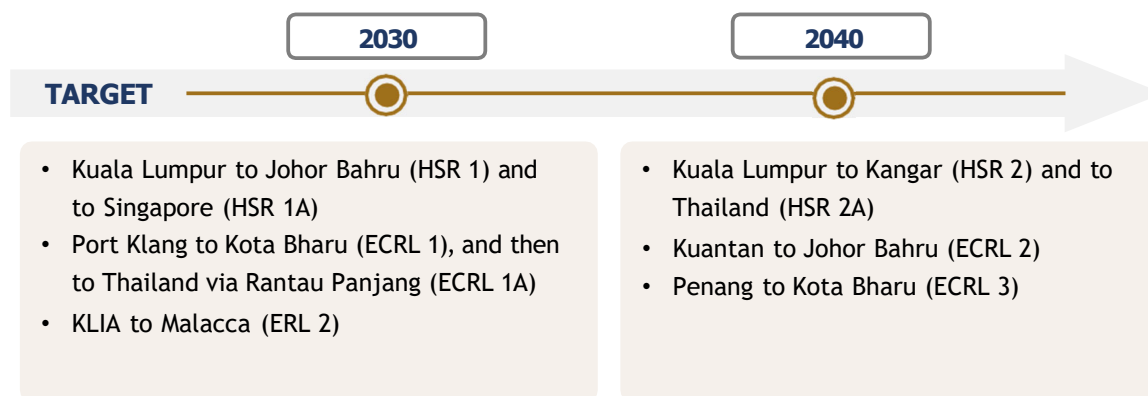 2030
2040
TARGET
• Kuala Lumpur to Johor Bahru (HSR 1) and
to Singapore (HSR 1A)
• Port Klang to Kota Bharu (ECRL 1), and then
to Thailand via Rantau Panjang (ECRL 1A)
• KLIA to Malacca (ERL 2)
• Kuala Lumpur to Kangar (HSR 2) and to
Thailand (HSR 2A)
• Kuantan to Johor Bahru (ECRL 2)
• Penang to Kota Bharu (ECRL 3)